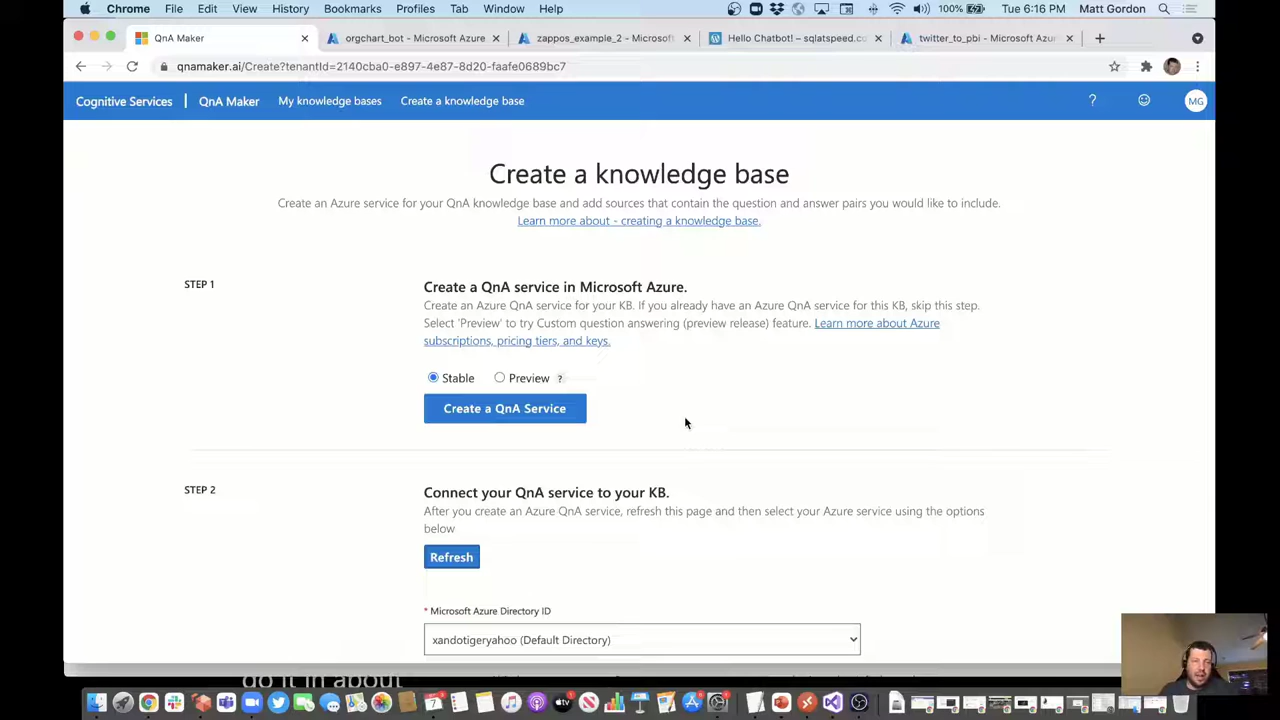 Chrome File Edit View History Bookmarks Profiles Tab Window Help 100% Tue 6:16 PM Matt Gordon
QnA Maker orgchart_bot - Microsoft Azure zappos_example_2 - Microsoft Hello Chatbot! – sqlatspeed.co twitter_to_pbi - Microsoft Azur
qnamaker.ai/Create?tenantId=2140cba0-e897-4e87-8d20-faafe0689bc7
Cognitive Services | QnA Maker My knowledge bases Create a knowledge base ? MG
Create a knowledge base
Create an Azure service for your QnA knowledge base and add sources that contain the question and answer pairs you would like to include.
Learn more about - creating a knowledge base.
STEP 1
Create a QnA service in Microsoft Azure.
Create an Azure QnA service for your KB. If you already have an Azure QnA service for this KB, skip this step.
Select 'Preview' to try Custom question answering (preview release) feature. Learn more about Azure
subscriptions, pricing tiers, and keys.
Stable Preview ?
Create a QnA Service
STEP 2
Connect your QnA service to your KB.
After you create an Azure QnA service, refresh this page and then select your Azure service using the options
below
Refresh
* Microsoft Azure Directory ID
xandotigeryahoo (Default Directory)
do it in about